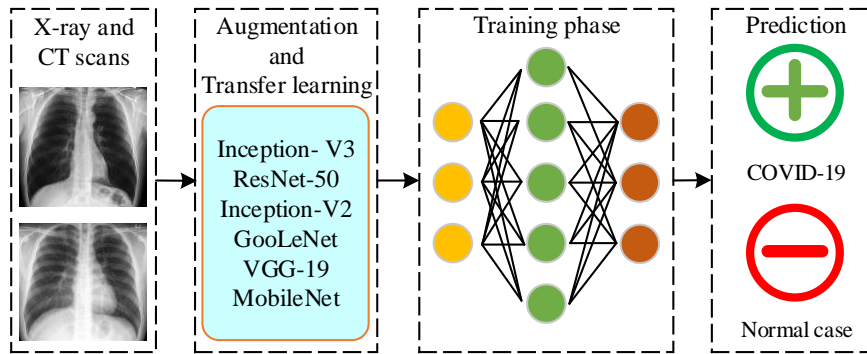 X-ray and
CT scans
Augmentation
and
Transfer learning
Inception- V3
ResNet-50
Inception-V2
GooLeNet
VGG-19
MobileNet
Training phase
Prediction
COVID-19
Normal case